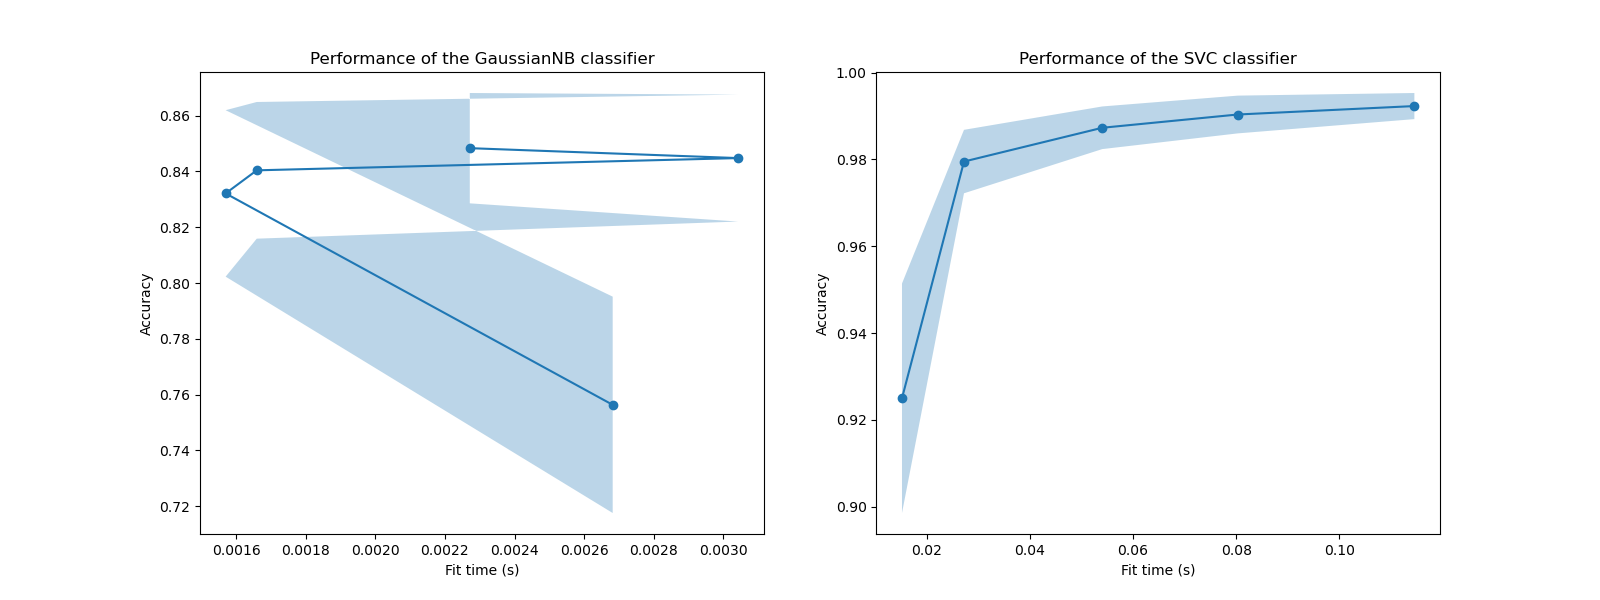 Performance of the GaussianNB classifier
Accuracy
0.86
0.84
0.82
0.80
0.78
0.76
0.74
0.72
0.0016 0.0018 0.0020 0.0022 0.0024 0.0026 0.0028 0.0030
Fit time (s)
Performance of the SVC classifier
Accuracy
1.00
0.98
0.96
0.94
0.92
0.90
0.02 0.04 0.06 0.08 0.10
Fit time (s)